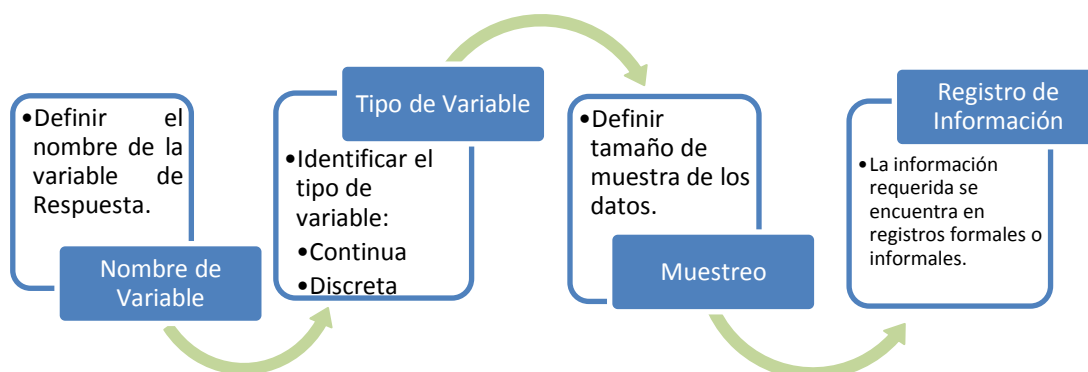 •Definir el
nombre de la
variable de
Respuesta.
Nombre de
Variable
Tipo de Variable
•Identificar el
tipo de
variable:
•Continua
•Discreta
•Definir
tamaño de
muestra de los
datos.
Muestreo
Registro de
Información
•La información
requerida se
encuentra en
registros formales o
informales.